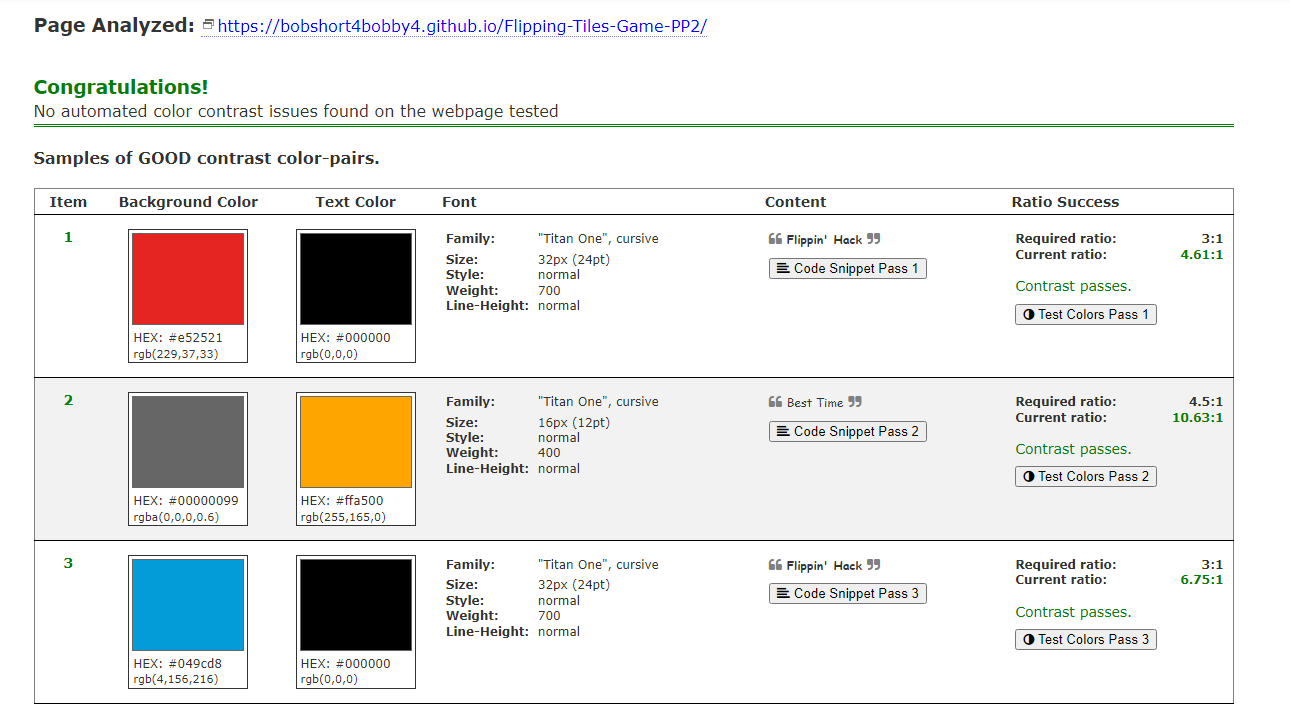 Page Analyzed: https://bobshort4bobby4.github.io/Flipping-Tiles-Game-PP2/
Congratulations!
No automated color contrast issues found on the webpage tested
Samples of GOOD contrast color-pairs.
Item Background Color Text Color Font Content Ratio Success
1
HEX: #e52521
rgb(229,37,33)
HEX: #000000
rgb(0,0,0)
Family: "Titan One", cursive
Size: 32px (24pt)
Style: normal
Weight: 700
Line-Height: normal
❝ Flippin' Hack ❞
Code Snippet Pass 1
Required ratio: 3:1
Current ratio: 4.61:1
Contrast passes.
Test Colors Pass 1
2
HEX: #00000099
rgba(0,0,0,0.6)
HEX: #ffa500
rgb(255,165,0)
Family: "Titan One", cursive
Size: 16px (12pt)
Style: normal
Weight: 400
Line-Height: normal
❝ Best Time ❞
Code Snippet Pass 2
Required ratio: 4.5:1
Current ratio: 10.63:1
Contrast passes.
Test Colors Pass 2
3
HEX: #049cd8
rgb(4,156,216)
HEX: #000000
rgb(0,0,0)
Family: "Titan One", cursive
Size: 32px (24pt)
Style: normal
Weight: 700
Line-Height: normal
❝ Flippin' Hack ❞
Code Snippet Pass 3
Required ratio: 3:1
Current ratio: 6.75:1
Contrast passes.
Test Colors Pass 3